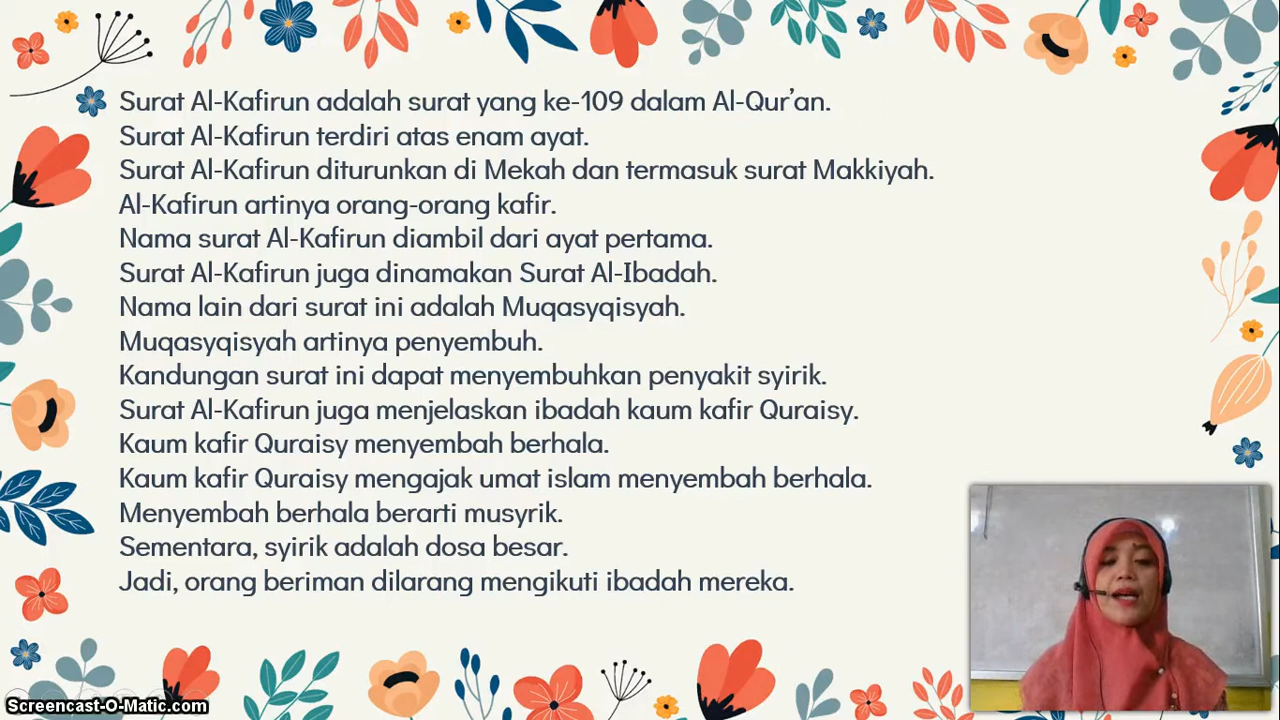 Surat Al-Kafirun adalah surat yang ke-109 dalam Al-Qur’an.
Surat Al-Kafirun terdiri atas enam ayat.
Surat Al-Kafirun diturunkan di Mekah dan termasuk surat Makkiyah.
Al-Kafirun artinya orang-orang kafir.
Nama surat Al-Kafirun diambil dari ayat pertama.
Surat Al-Kafirun juga dinamakan Surat Al-Ibadah.
Nama lain dari surat ini adalah Muqasyqisyah.
Muqasyqisyah artinya penyembuh.
Kandungan surat ini dapat menyembuhkan penyakit syirik.
Surat Al-Kafirun juga menjelaskan ibadah kaum kafir Quraisy.
Kaum kafir Quraisy menyembah berhala.
Kaum kafir Quraisy mengajak umat islam menyembah berhala.
Menyembah berhala berarti musyrik.
Sementara, syirik adalah dosa besar.
Jadi, orang beriman dilarang mengikuti ibadah mereka.
Screencast-O-Matic.com